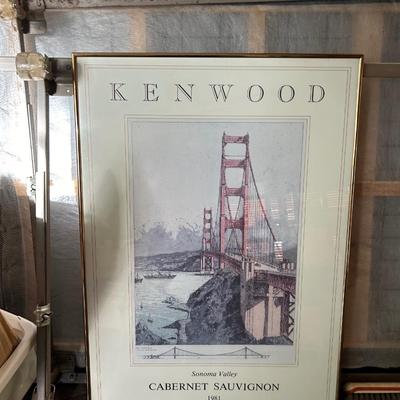 KENWOOD
Sonoma Valley
CABERNET SAUVIGNON
1981